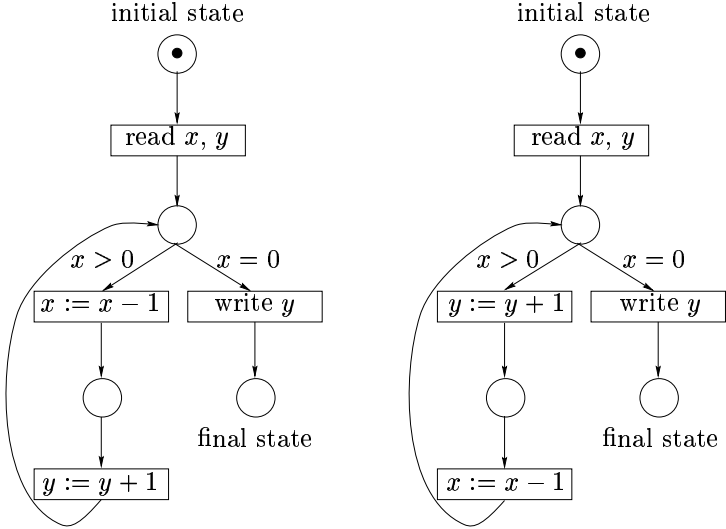 initial state
read x, y
x > 0
x = 0
x := x − 1
write y
final state
y := y + 1
initial state
read x, y
x > 0
x = 0
y := y + 1
write y
final state
x := x − 1